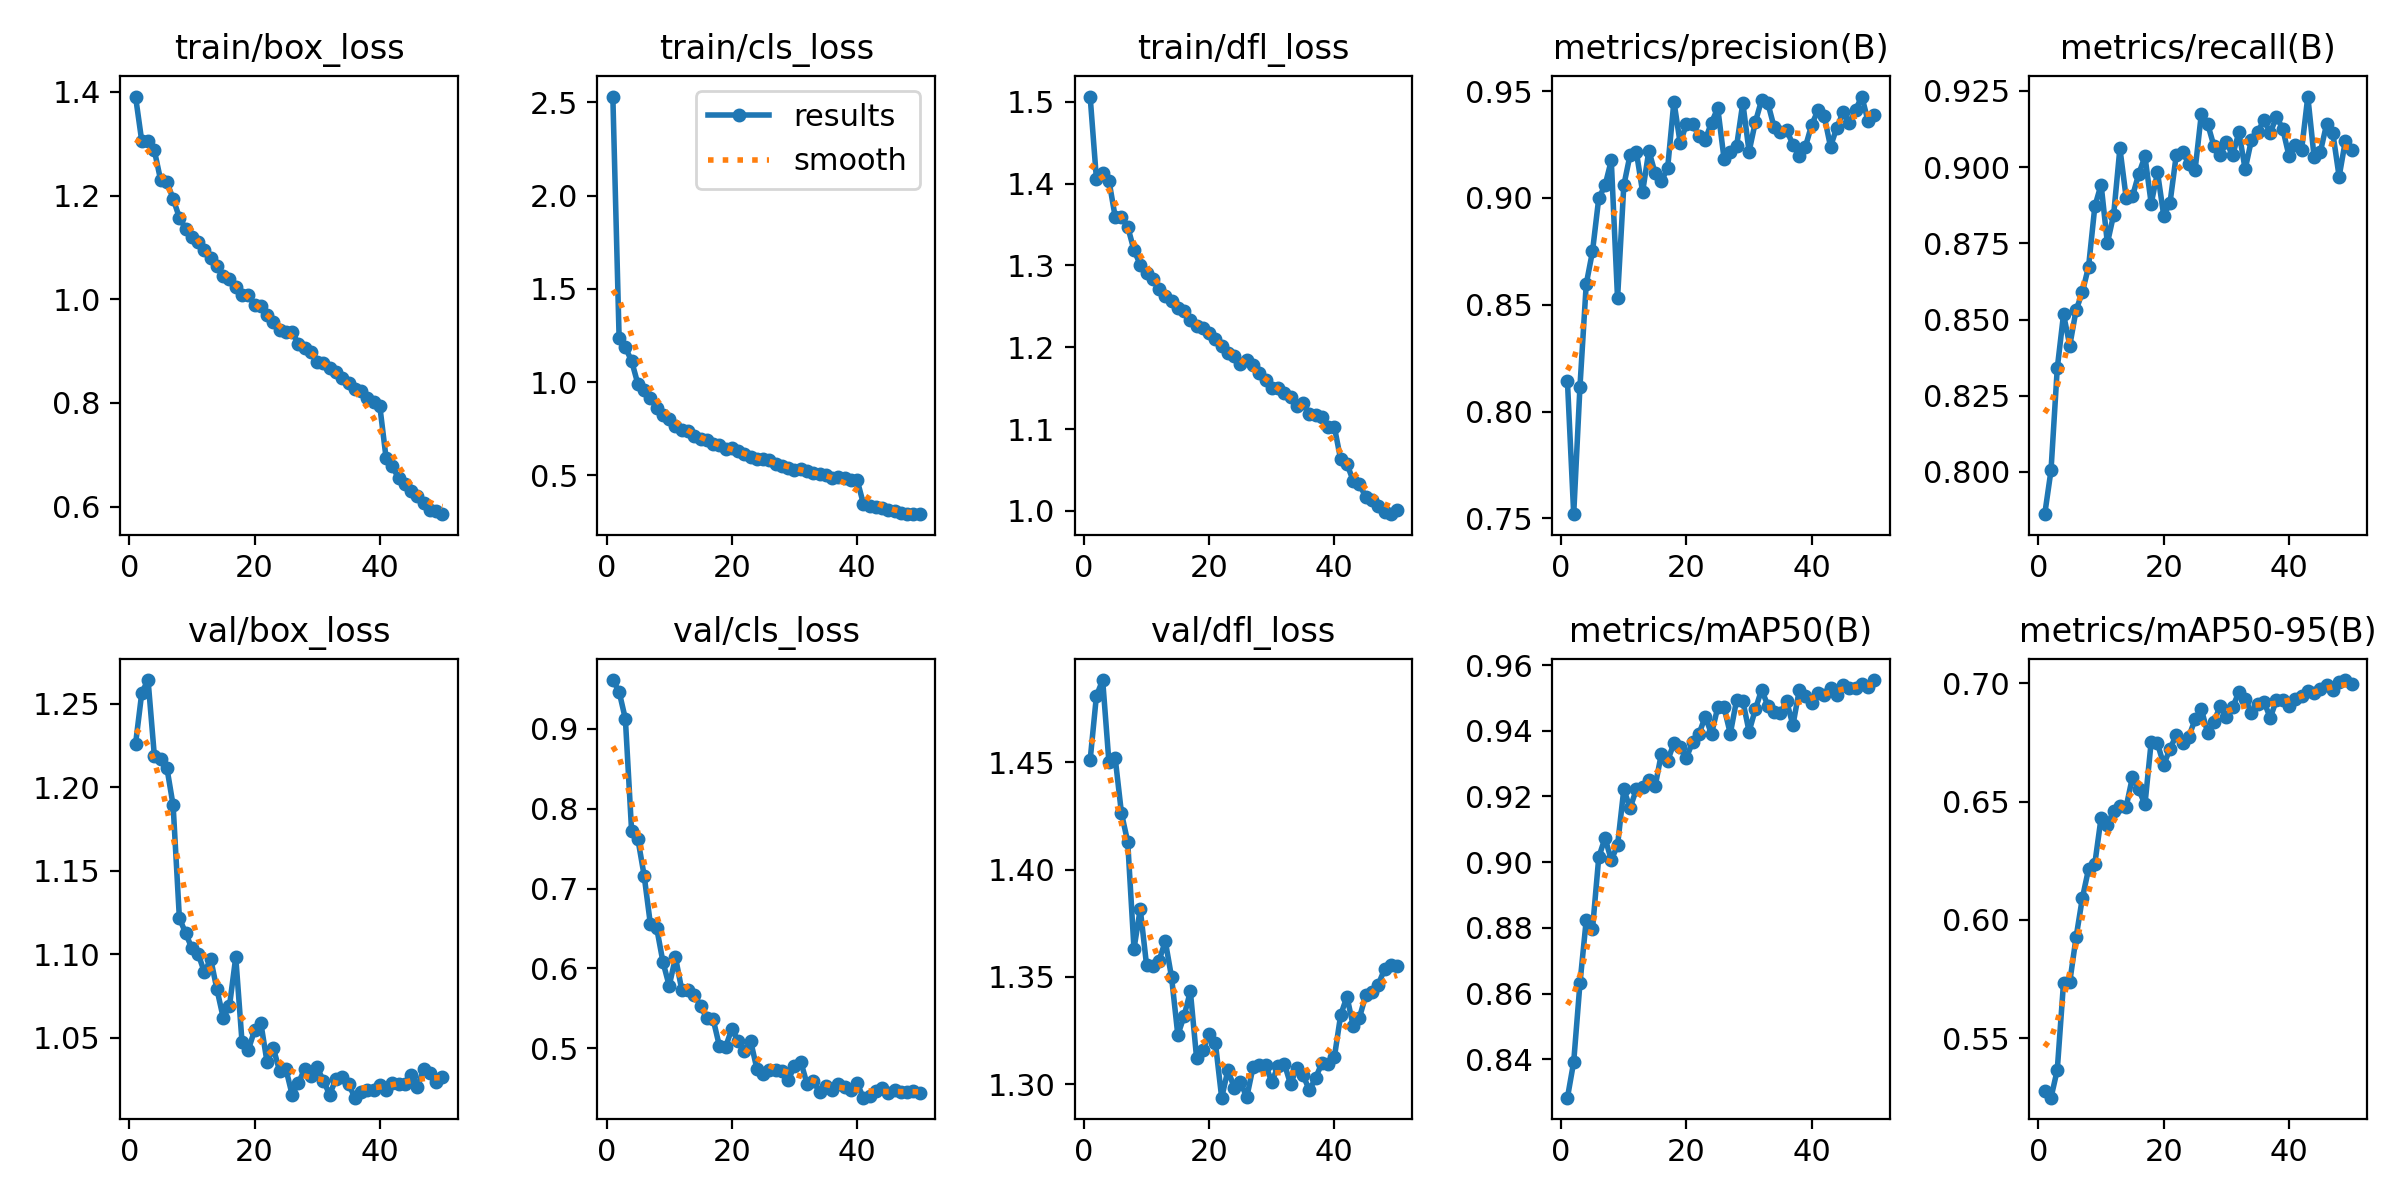 train/box_loss
1.4
1.2
1.0
0.8
0.6
0 20 40
train/cls_loss
results
smooth
2.5
2.0
1.5
1.0
0.5
0 20 40
train/dfl_loss
1.5
1.4
1.3
1.2
1.1
1.0
0 20 40
metrics/precision(B)
0.95
0.90
0.85
0.80
0.75
0 20 40
metrics/recall(B)
0.925
0.900
0.875
0.850
0.825
0.800
0 20 40
val/box_loss
1.25
1.20
1.15
1.10
1.05
0 20 40
val/cls_loss
0.9
0.8
0.7
0.6
0.5
0 20 40
val/dfl_loss
1.45
1.40
1.35
1.30
0 20 40
metrics/mAP50(B)
0.96
0.94
0.92
0.90
0.88
0.86
0.84
0 20 40
metrics/mAP50-95(B)
0.70
0.65
0.60
0.55
0 20 40